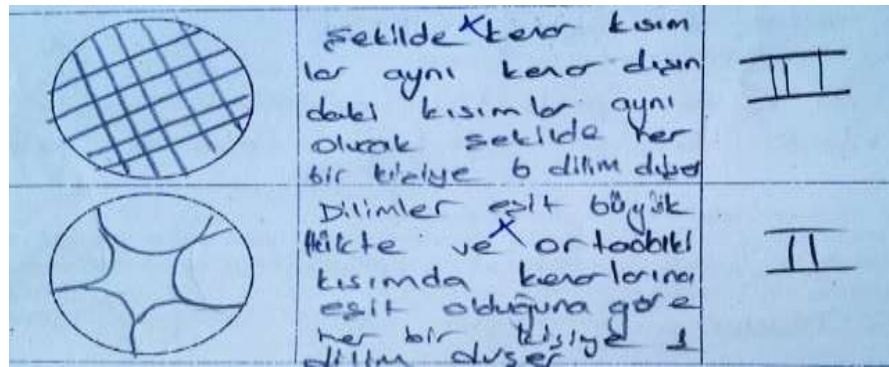 Şekilde kenar kısım
lar aynı kenar dışın
daki kısımlar aynı
olucak şekilde her
bir kişiye 6 dilim düşer
III
Dilimler eşit büyük
lükte ve ortadaki
kısımda kenarlarına
eşit olduğuna göre
her bir kişiye 1
dilim düşer
II